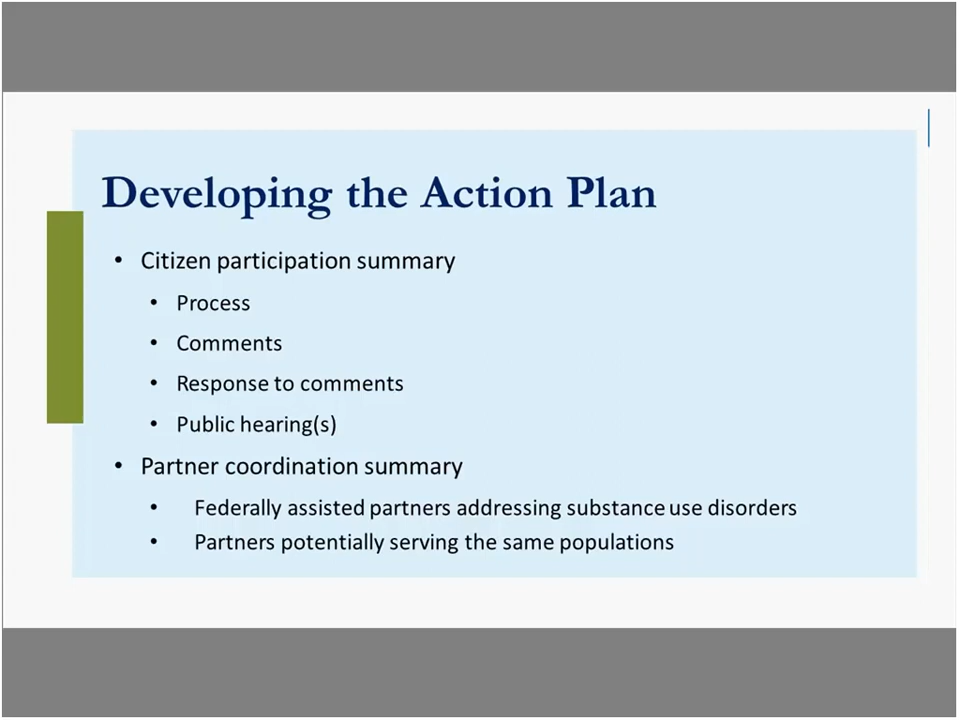 Developing the Action Plan
• Citizen participation summary
• Process
• Comments
• Response to comments
• Public hearing(s)
• Partner coordination summary
• Federally assisted partners addressing substance use disorders
• Partners potentially serving the same populations